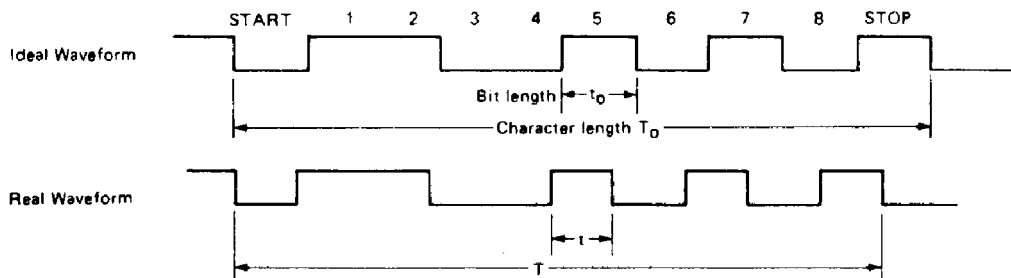 START 1 2 3 4 5 6 7 8 STOP
Ideal Waveform
Bit length t₀
Character length T₀
Real Waveform
t
T